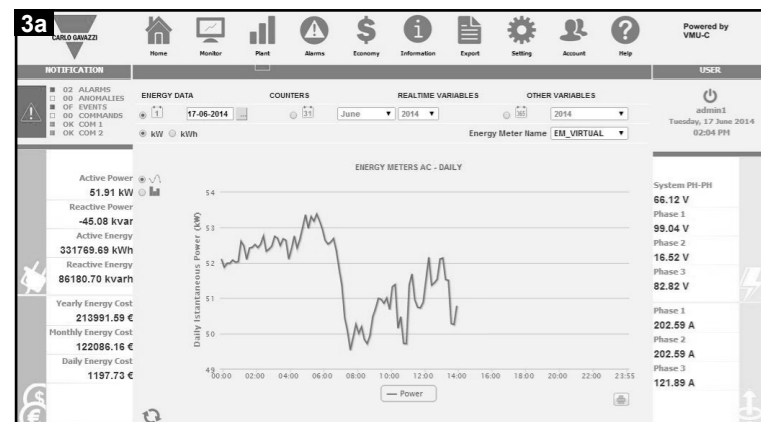 3a
CARLO GAVAZZI
Home Monitor Plant Alarms Economy Information Export Setting Account Help
Powered by
VMU-C
NOTIFICATION
USER
02 ALARMS
00 ANOMALIES
OF EVENTS
00 COMMANDS
OK COM 1
OK COM 2
ENERGY DATA COUNTERS REALTIME VARIABLES OTHER VARIABLES
1 17-06-2014 ... 31 June 2014 365 2014
kW kWh Energy Meter Name EM_VIRTUAL
admin1
Tuesday, 17 June 2014
02:04 PM
Active Power
51.91 kW
Reactive Power
-45.08 kvar
Active Energy
331769.69 kWh
Reactive Energy
86180.70 kvarh
Yearly Energy Cost
213991.59 €
Monthly Energy Cost
122086.16 €
Daily Energy Cost
1197.73 €
ENERGY METERS AC - DAILY
Daily Istantaneous Power (kW)
54
53
52
51
50
49
00:00 02:00 04:00 06:00 08:00 10:00 12:00 14:00 16:00 18:00 20:00 22:00 23:55
Power
System PH-PH
66.12 V
Phase 1
99.04 V
Phase 2
16.52 V
Phase 3
82.82 V
Phase 1
202.59 A
Phase 2
202.59 A
Phase 3
121.89 A